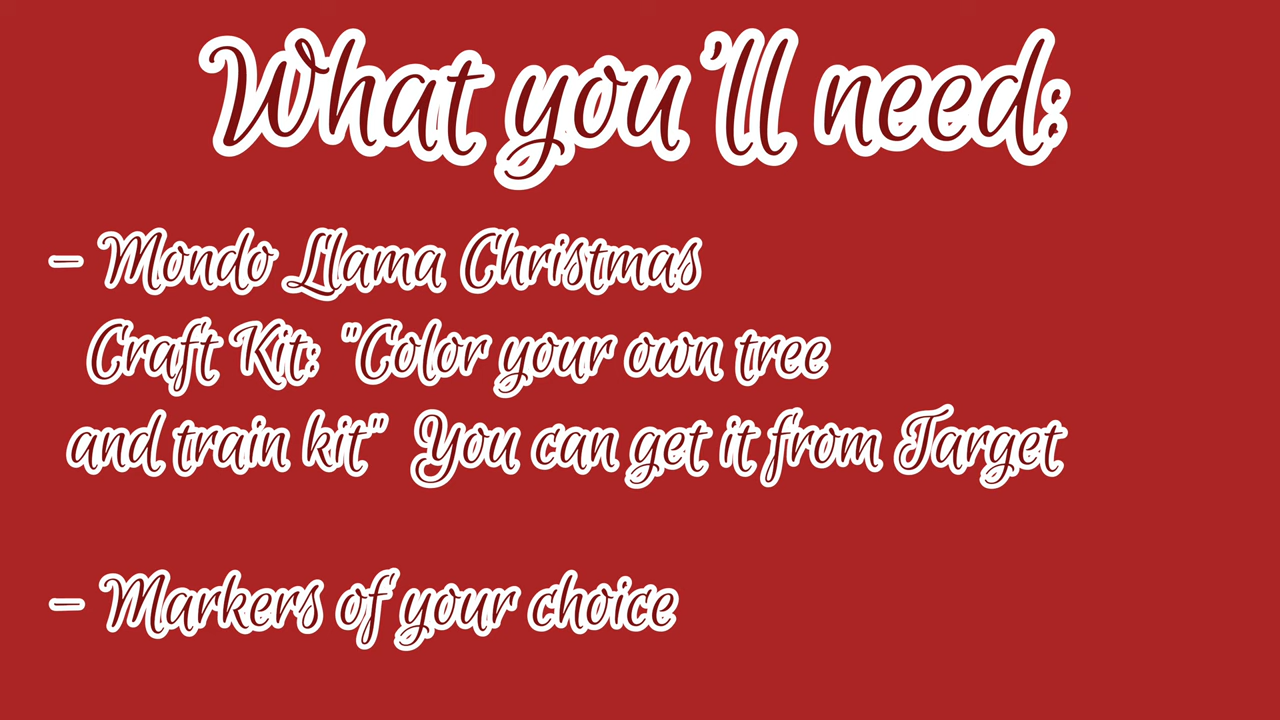 What you'll need:
- Mondo Llama Christmas
Craft Kit: "Color your own tree
and train kit" You can get it from Target
- Markers of your choice